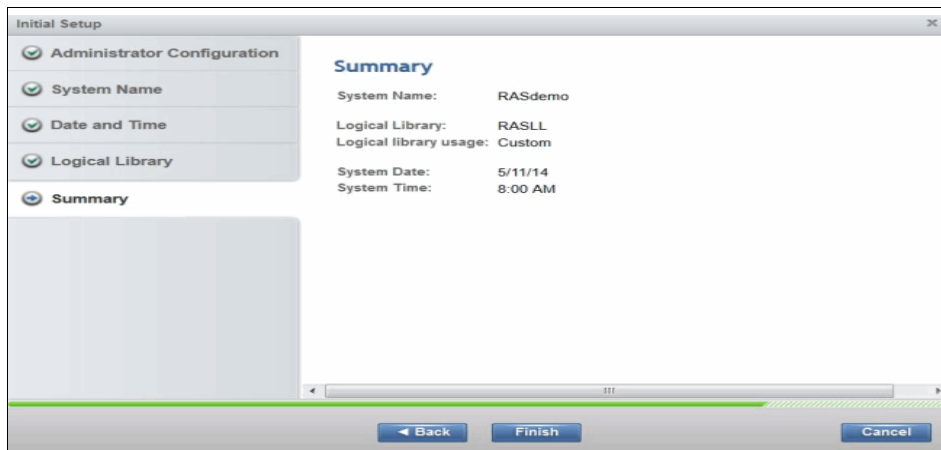 Initial Setup
Administrator Configuration
System Name
Date and Time
Logical Library
Summary
Summary
System Name: RASdemo
Logical Library: RASLL
Logical library usage: Custom
System Date: 5/11/14
System Time: 8:00 AM
Back
Finish
Cancel